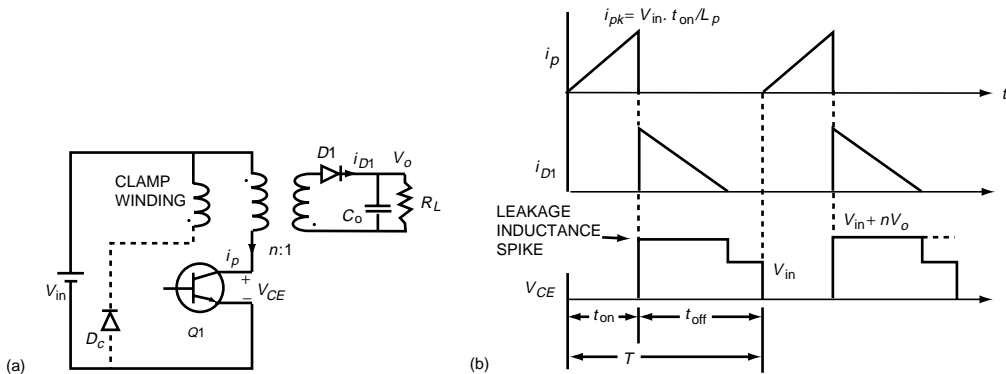 CLAMP
WINDING
D1
i_D1
V_o
C_o
R_L
i_p
n:1
+
V_CE
−
V_in
D_c
Q1
(a)
i_pk = V_in. t_on/L_p
i_p
t
i_D1
LEAKAGE
INDUCTANCE
SPIKE
V_in + nV_o
V_in
V_CE
t_on
t_off
T
(b)